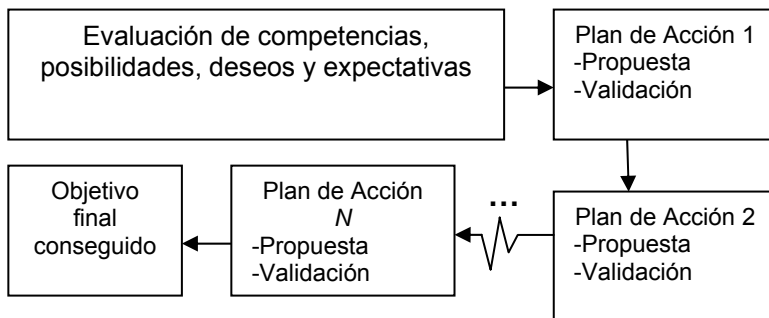 Evaluación de competencias,
posibilidades, deseos y expectativas
Plan de Acción 1
-Propuesta
-Validación
Plan de Acción 2
-Propuesta
-Validación
...
Plan de Acción
N
-Propuesta
-Validación
Objetivo
final
conseguido